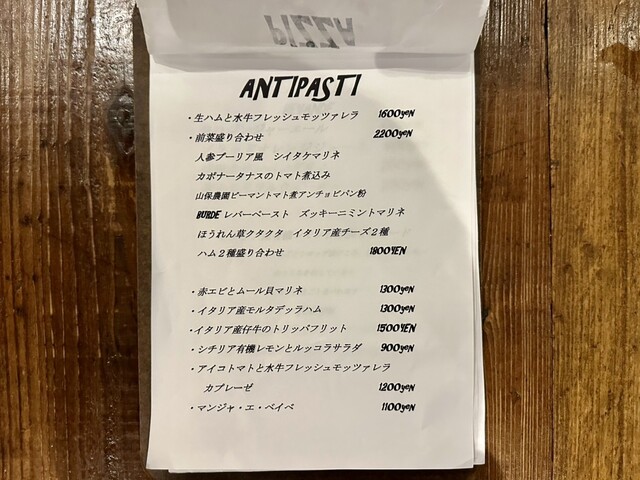 PIZZA
ANTIPASTI
・生ハムと水牛フレッシュモッツァレラ 1600yen
・前菜盛り合わせ 2200yen
人参プーリア風 シイタケマリネ
カポナータナスのトマト煮込み
山保農園ピーマントマト煮アンチョビパン粉
BURDE レバーペースト ズッキーニミントマリネ
ほうれん草クタクタ イタリア産チーズ２種
ハム２種盛り合わせ 1800YEN
・赤エビとムール貝マリネ 1300yen
・イタリア産モルタデッラハム 1300yen
・イタリア産仔牛のトリッパフリット 1500YEN
・シチリア有機レモンとルッコラサラダ 900yen
・アイコトマトと水牛フレッシュモッツァレラ
カプレーゼ 1200yen
・マンジャ・エ・ベイベ 1100yen